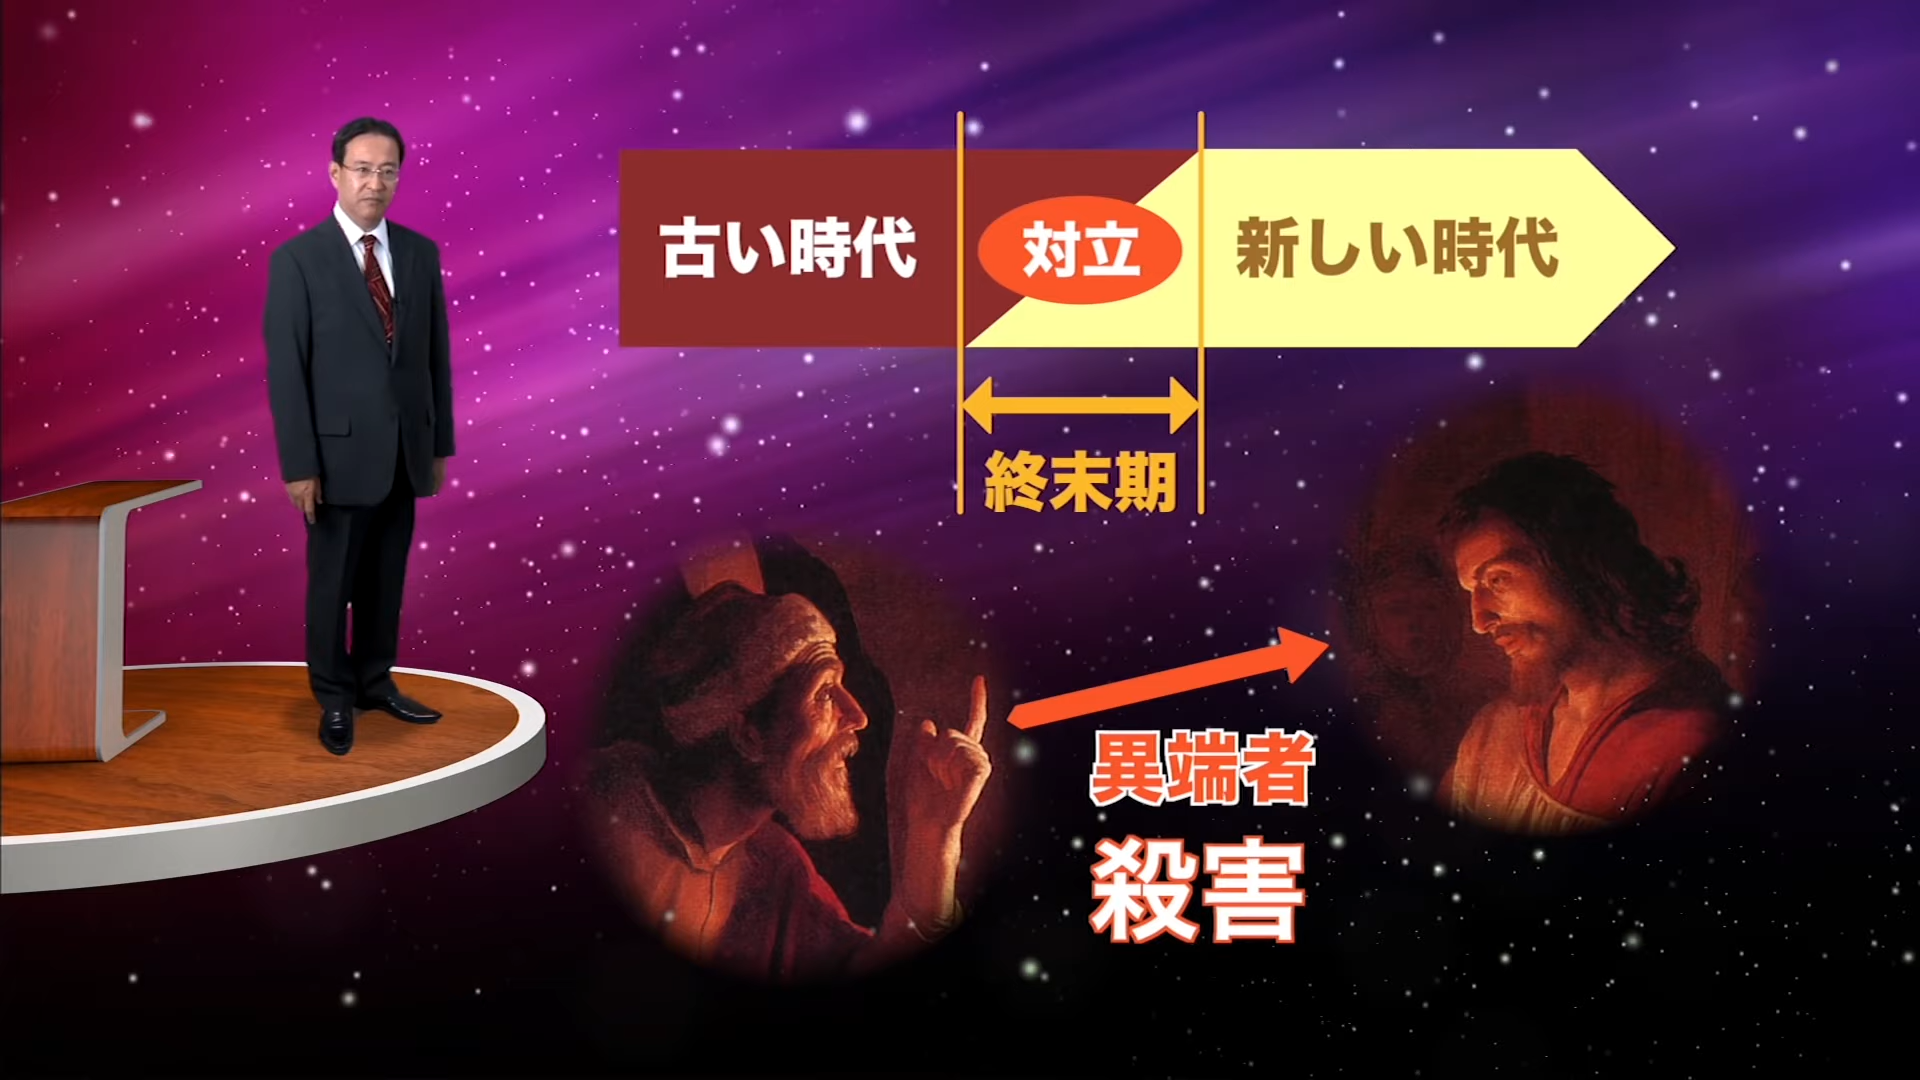 古い時代
対立
新しい時代
終末期
異端者
殺害